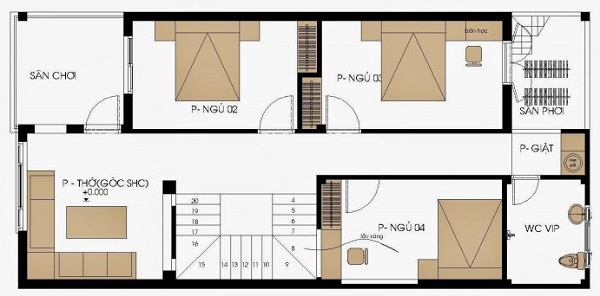 bàn học
SÂN CHƠI
P- NGỦ 02
P- NGỦ 03
SÂN PHƠI
P- GIẶT
P - THỜ(GÓC SHC)
+0.000
20
19
18
17
16
15
14
13
12
11
10
9
8
7
6
5
4
P- NGỦ 04
WC VIP